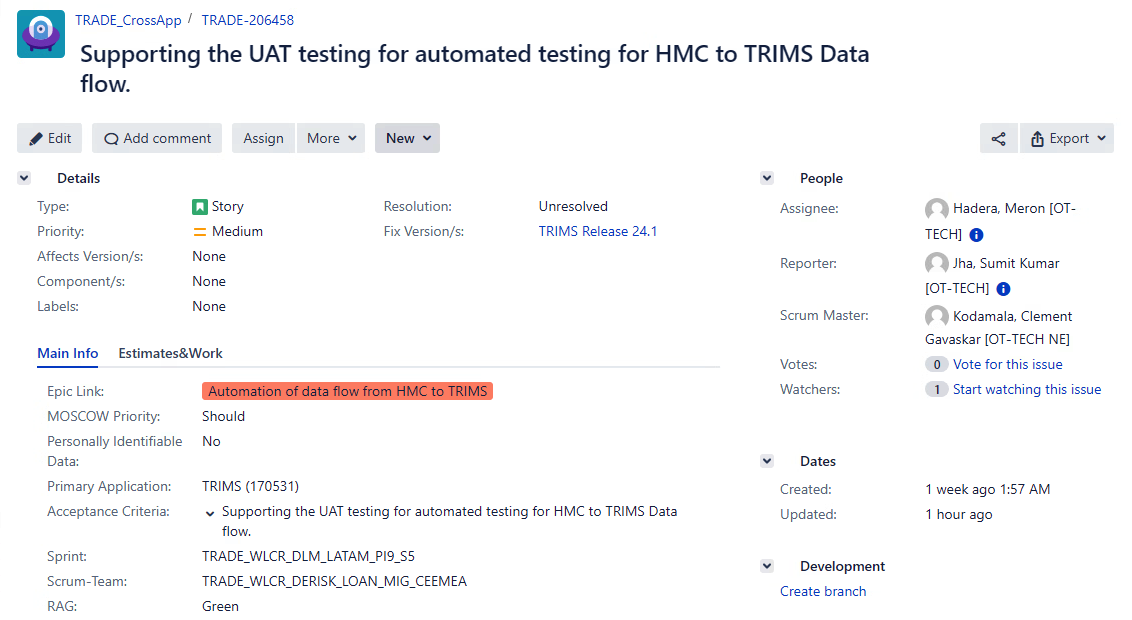 TRADE_CrossApp / TRADE-206458
Supporting the UAT testing for automated testing for HMC to TRIMS Data
flow.
Edit Add comment Assign More New Export
Details
Type: Story Resolution: Unresolved
Priority: Medium Fix Version/s: TRIMS Release 24.1
Affects Version/s: None
Component/s: None
Labels: None
Main Info Estimates&Work
Epic Link: Automation of data flow from HMC to TRIMS
MOSCOW Priority: Should
Personally Identifiable No
Data:
Primary Application: TRIMS (170531)
Acceptance Criteria: Supporting the UAT testing for automated testing for HMC to TRIMS Data
flow.
Sprint: TRADE_WLCR_DLM_LATAM_PI9_S5
Scrum-Team: TRADE_WLCR_DERISK_LOAN_MIG_CEEMEA
RAG: Green
People
Assignee: Hadera, Meron [OT-
TECH]
Reporter: Jha, Sumit Kumar
[OT-TECH]
Scrum Master: Kodamala, Clement
Gavaskar [OT-TECH NE]
Votes: 0 Vote for this issue
Watchers: 1 Start watching this issue
Dates
Created: 1 week ago 1:57 AM
Updated: 1 hour ago
Development
Create branch